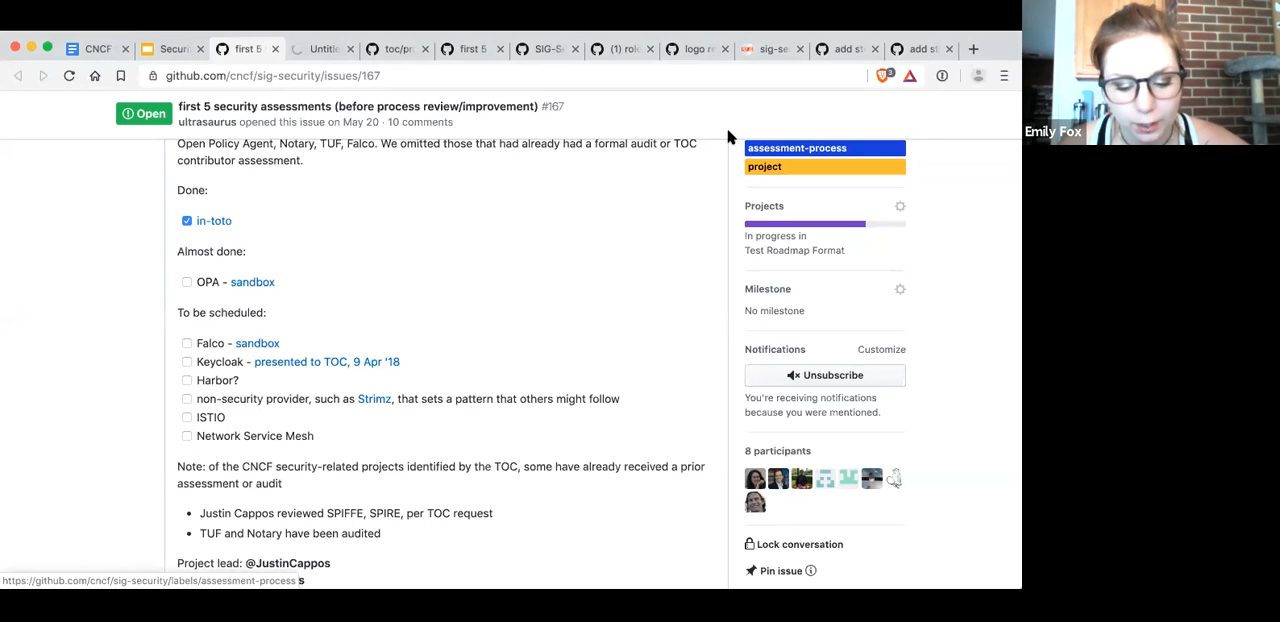 CNCF
Securi
first 5
Untitle
toc/pr
first 5
SIG-Se
(1) role
logo re
sig-se
add st
add st
github.com/cncf/sig-security/issues/167
3
Open
first 5 security assessments (before process review/improvement) #167
ultrasaurus opened this issue on May 20 · 10 comments
Open Policy Agent, Notary, TUF, Falco. We omitted those that had already had a formal audit or TOC
contributor assessment.
Done:
in-toto
Almost done:
OPA - sandbox
To be scheduled:
Falco - sandbox
Keycloak - presented to TOC, 9 Apr '18
Harbor?
non-security provider, such as Strimz, that sets a pattern that others might follow
ISTIO
Network Service Mesh
Note: of the CNCF security-related projects identified by the TOC, some have already received a prior
assessment or audit
• Justin Cappos reviewed SPIFFE, SPIRE, per TOC request
• TUF and Notary have been audited
Project lead: @JustinCappos
https://github.com/cncf/sig-security/labels/assessment-process
assessment-process
project
Projects
In progress in
Test Roadmap Format
Milestone
No milestone
Notifications
Customize
Unsubscribe
You're receiving notifications
because you were mentioned.
8 participants
Lock conversation
Pin issue
Emily Fox